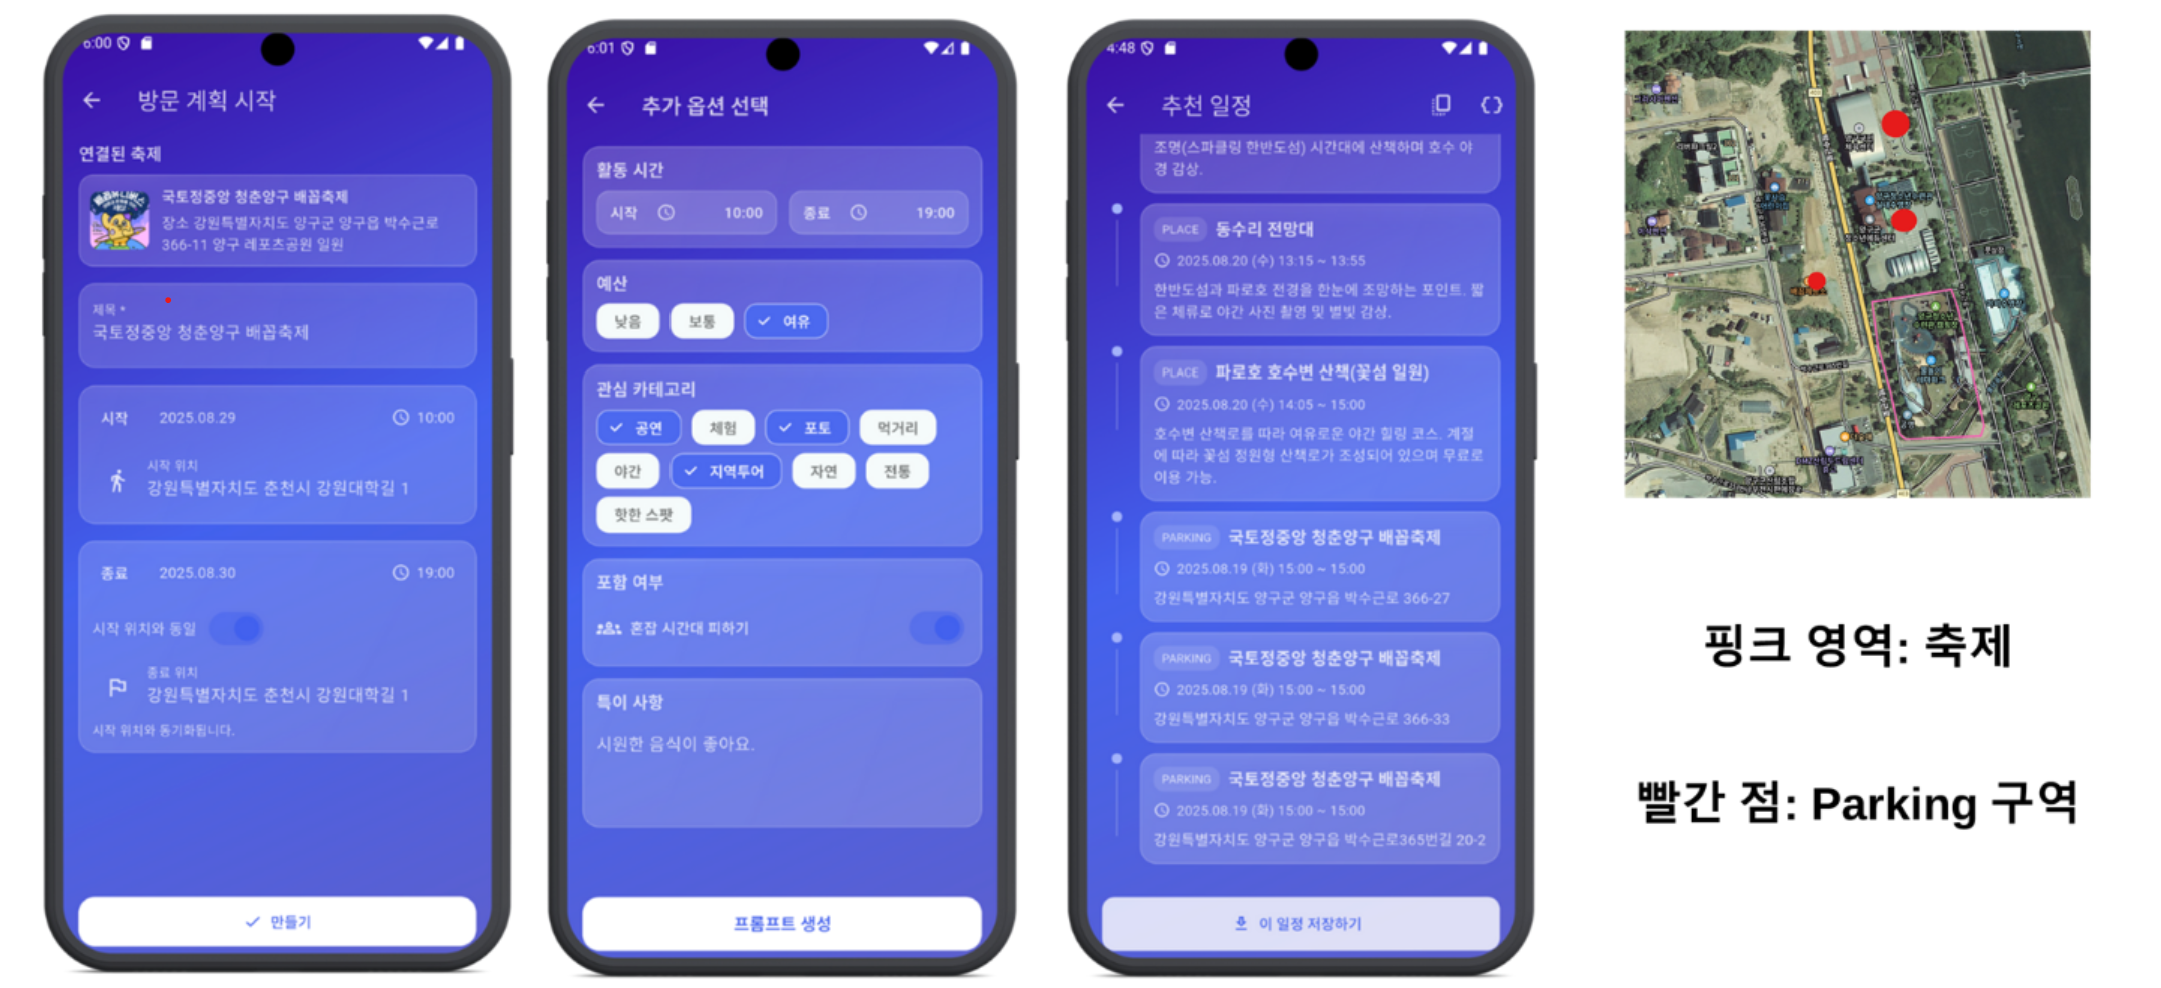 6:00
방문 계획 시작
연결된 축제
국토정중앙 청춘양구 배꼽축제
장소 강원특별자치도 양구군 양구읍 박수근로
366-11 양구 레포츠공원 일원
제목 *
국토정중앙 청춘양구 배꼽축제
시작 2025.08.29 10:00
시작 위치
강원특별자치도 춘천시 강원대학길 1
종료 2025.08.30 19:00
시작 위치와 동일
종료 위치
강원특별자치도 춘천시 강원대학길 1
시작 위치와 동기화됩니다.
만들기
6:01
추가 옵션 선택
활동 시간
시작 10:00 종료 19:00
예산
낮음 보통 여유
관심 카테고리
공연 체험 포토 먹거리
야간 지역투어 자연 전통
핫한 스팟
포함 여부
혼잡 시간대 피하기
특이 사항
시원한 음식이 좋아요.
프롬프트 생성
4:48
추천 일정
조명(스파클링 한반도섬) 시간대에 산책하며 호수 야
경 감상.
PLACE 동수리 전망대
2025.08.20 (수) 13:15 ~ 13:55
한반도섬과 파로호 전경을 한눈에 조망하는 포인트. 짧
은 체류로 야간 사진 촬영 및 별빛 감상.
PLACE 파로호 호수변 산책(꽃섬 일원)
2025.08.20 (수) 14:05 ~ 15:00
호수변 산책로를 따라 여유로운 야간 힐링 코스. 계절
에 따라 꽃섬 정원형 산책로가 조성되어 있으며 무료로
이용 가능.
PARKING 국토정중앙 청춘양구 배꼽축제
2025.08.19 (화) 15:00 ~ 15:00
강원특별자치도 양구군 양구읍 박수근로 366-27
PARKING 국토정중앙 청춘양구 배꼽축제
2025.08.19 (화) 15:00 ~ 15:00
강원특별자치도 양구군 양구읍 박수근로 366-33
PARKING 국토정중앙 청춘양구 배꼽축제
2025.08.19 (화) 15:00 ~ 15:00
강원특별자치도 양구군 양구읍 박수근로365번길 20-2
이 일정 저장하기
핑크 영역: 축제
빨간 점: Parking 구역